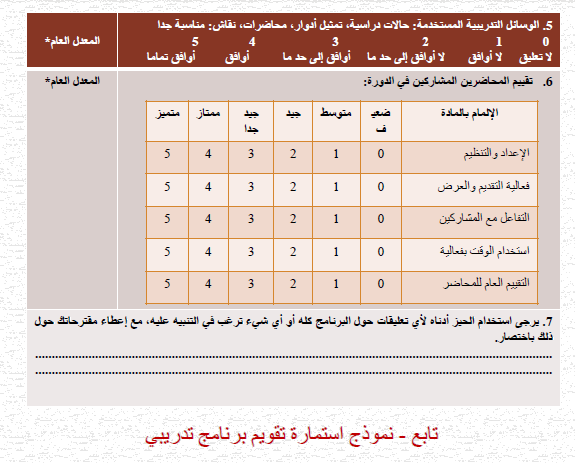 5. الوسائل التدريبية المستخدمة: حالات دراسية، تمثيل أدوار، محاضرات، نقاش: مناسبة جدا
المعدل العام*
0 1 2 3 4 5
لا تعليق لا أوافق لا أوافق إلى حد ما أوافق إلى حد ما أوافق أوافق تماما
6. تقييم المحاضرين المشاركين في الدورة:
المعدل العام*
الإلمام بالمادة ضعيف متوسط جيد جيد جدا ممتاز متميز
الإعداد والتنظيم 0 1 2 3 4 5
فعالية التقديم والعرض 0 1 2 3 4 5
التفاعل مع المشاركين 0 1 2 3 4 5
استخدام الوقت بفعالية 0 1 2 3 4 5
التقييم العام للمحاضر 0 1 2 3 4 5
7. يرجى استخدام الحيز أدناه لأي تعليقات حول البرنامج كله أو أي شيء ترغب في التنبيه عليه، مع إعطاء مقترحاتك حول
ذلك باختصار.
تابع - نموذج استمارة تقويم برنامج تدريبي